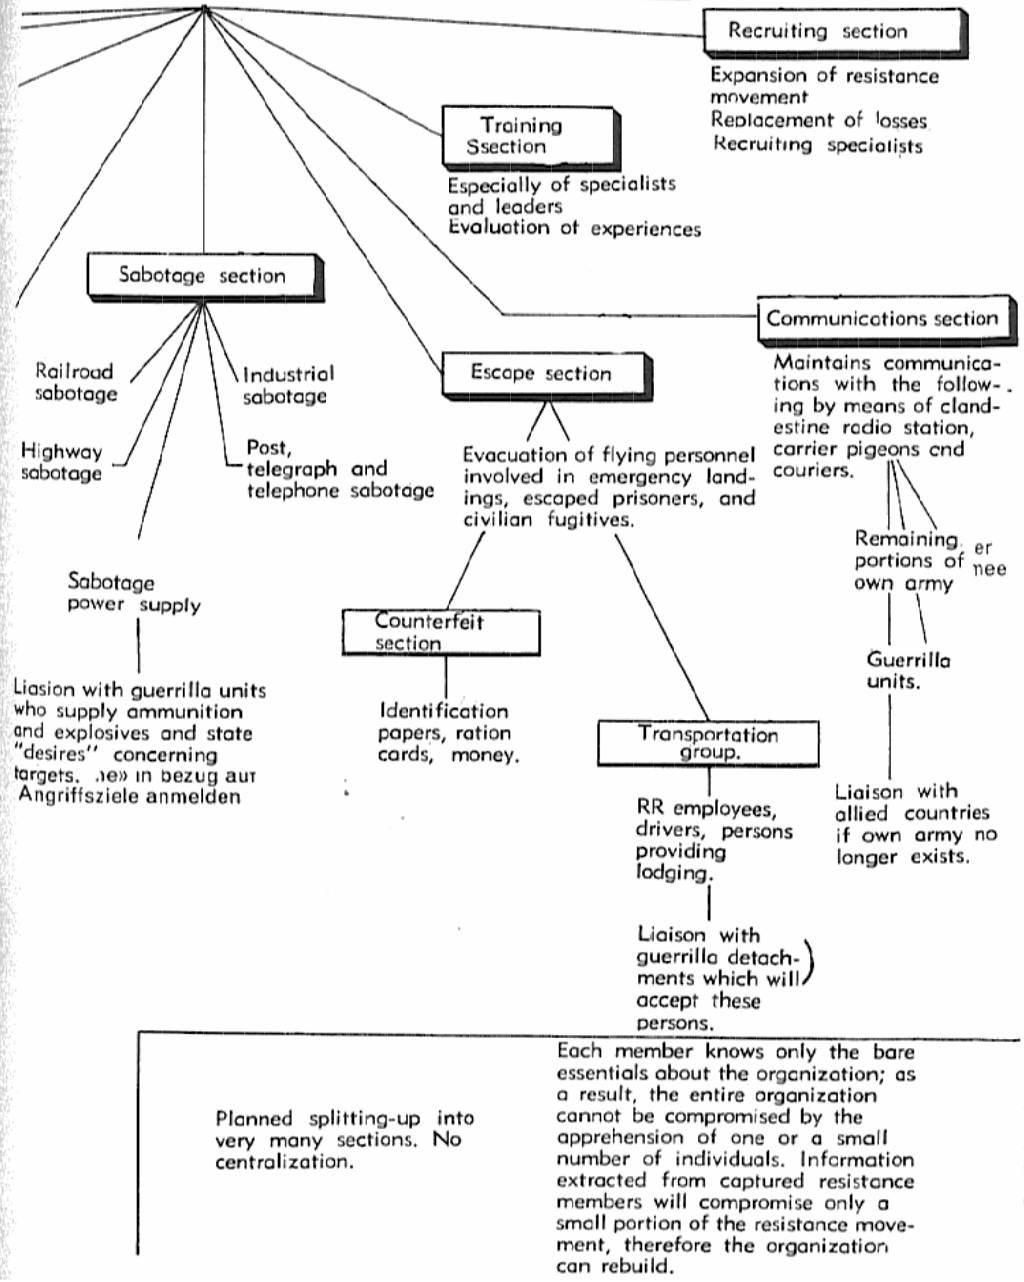 Recruiting section
Expansion of resistance
movement
Replacement of losses
Recruiting specialists
Training
Ssection
Especially of specialists
and leaders
Evaluation of experiences
Sabotage section
Railroad
sabotage
Industrial
sabotage
Highway
sabotage
Post,
telegraph and
telephone sabotage
Sabotage
power supply
Liasion with guerrilla units
who supply ammunition
and explosives and state
"desires" concerning
targets. .ıe» in bezug auf
Angriffsziele anmelden
Escape section
Evacuation of flying personnel
involved in emergency land-
ings, escaped prisoners, and
civilian fugitives.
Counterfeit
section
Identification
papers, ration
cards, money.
Transportation
group.
RR employees,
drivers, persons
providing
lodging.
Liaison with
guerrilla detach-
ments which will
accept these
persons.
Communications section
Maintains communica-
tions with the follow-
ing by means of cland-
estine radio station,
carrier pigeons and
couriers.
Remaining er
portions of nee
own army
Guerrilla
units.
Liaison with
allied countries
if own army no
longer exists.
Planned splitting-up into
very many sections. No
centralization.
Each member knows only the bare
essentials about the organization; as
a result, the entire organization
cannot be compromised by the
apprehension of one or a small
number of individuals. Information
extracted from captured resistance
members will compromise only a
small portion of the resistance move-
ment, therefore the organization
can rebuild.